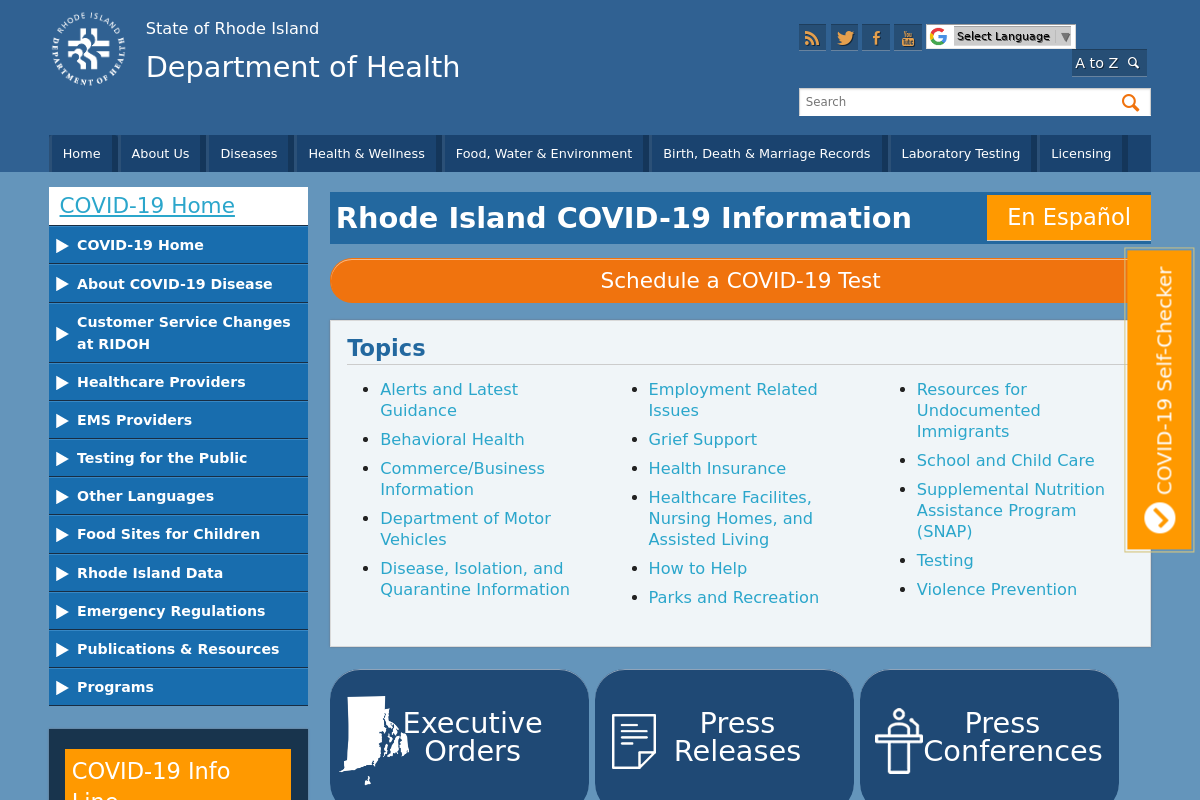 RHODE ISLAND
DEPARTMENT OF HEALTH
State of Rhode Island
Department of Health
Select Language
A to Z
Search
Home
About Us
Diseases
Health & Wellness
Food, Water & Environment
Birth, Death & Marriage Records
Laboratory Testing
Licensing
COVID-19 Home
COVID-19 Home
About COVID-19 Disease
Customer Service Changes
at RIDOH
Healthcare Providers
EMS Providers
Testing for the Public
Other Languages
Food Sites for Children
Rhode Island Data
Emergency Regulations
Publications & Resources
Programs
COVID-19 Info
Line
Rhode Island COVID-19 Information
En Español
Schedule a COVID-19 Test
Topics
Alerts and Latest
Guidance
Behavioral Health
Commerce/Business
Information
Department of Motor
Vehicles
Disease, Isolation, and
Quarantine Information
Employment Related
Issues
Grief Support
Health Insurance
Healthcare Facilites,
Nursing Homes, and
Assisted Living
How to Help
Parks and Recreation
Resources for
Undocumented
Immigrants
School and Child Care
Supplemental Nutrition
Assistance Program
(SNAP)
Testing
Violence Prevention
COVID-19 Self-Checker
Executive
Orders
Press
Releases
Press
Conferences